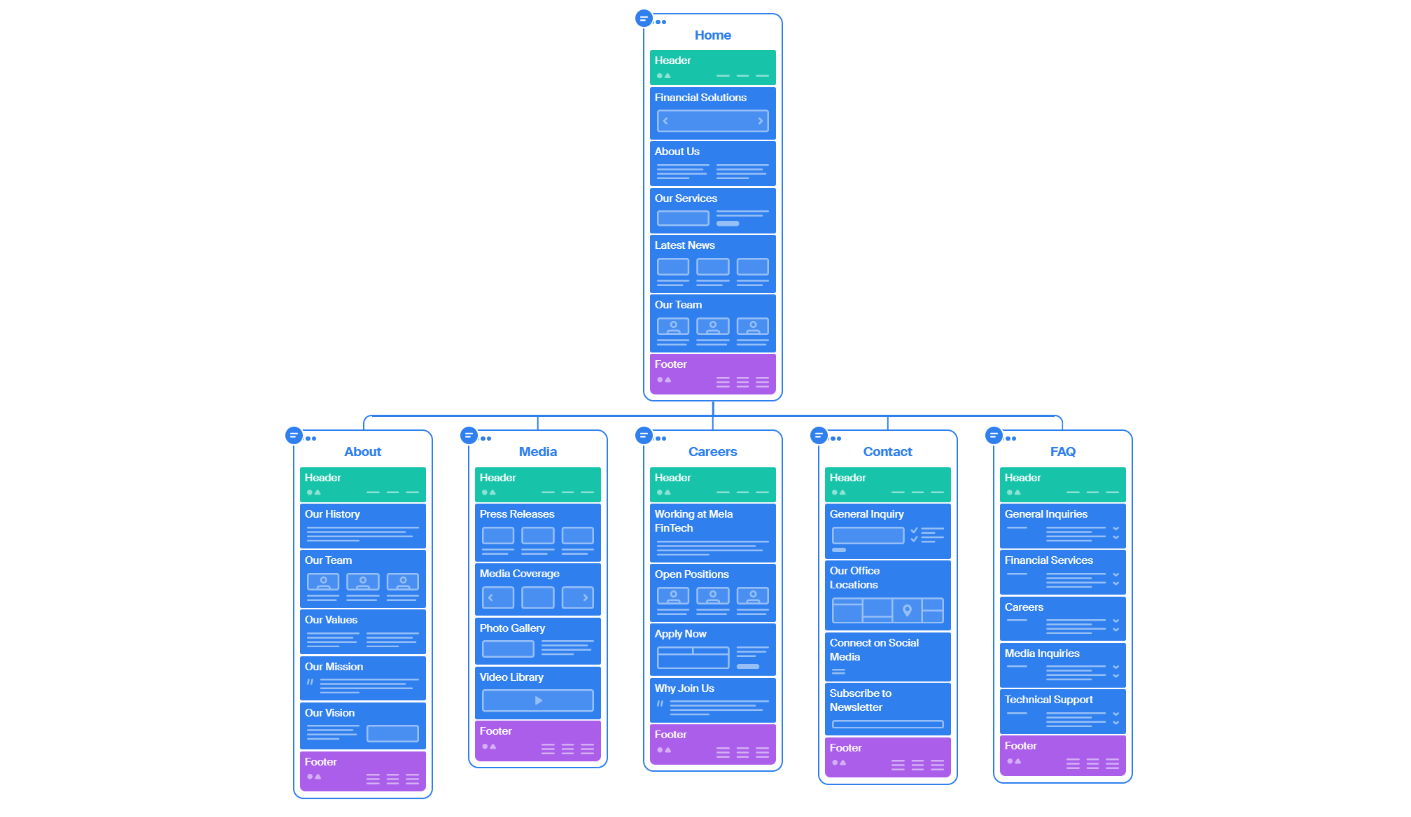 Home
Header
Financial Solutions
About Us
Our Services
Latest News
Our Team
Footer
About
Header
Our History
Our Team
Our Values
Our Mission
Our Vision
Footer
Media
Header
Press Releases
Media Coverage
Photo Gallery
Video Library
Footer
Careers
Header
Working at Mela
FinTech
Open Positions
Apply Now
Why Join Us
Footer
Contact
Header
General Inquiry
Our Office
Locations
Connect on Social
Media
Subscribe to
Newsletter
Footer
FAQ
Header
General Inquiries
Financial Services
Careers
Media Inquiries
Technical Support
Footer